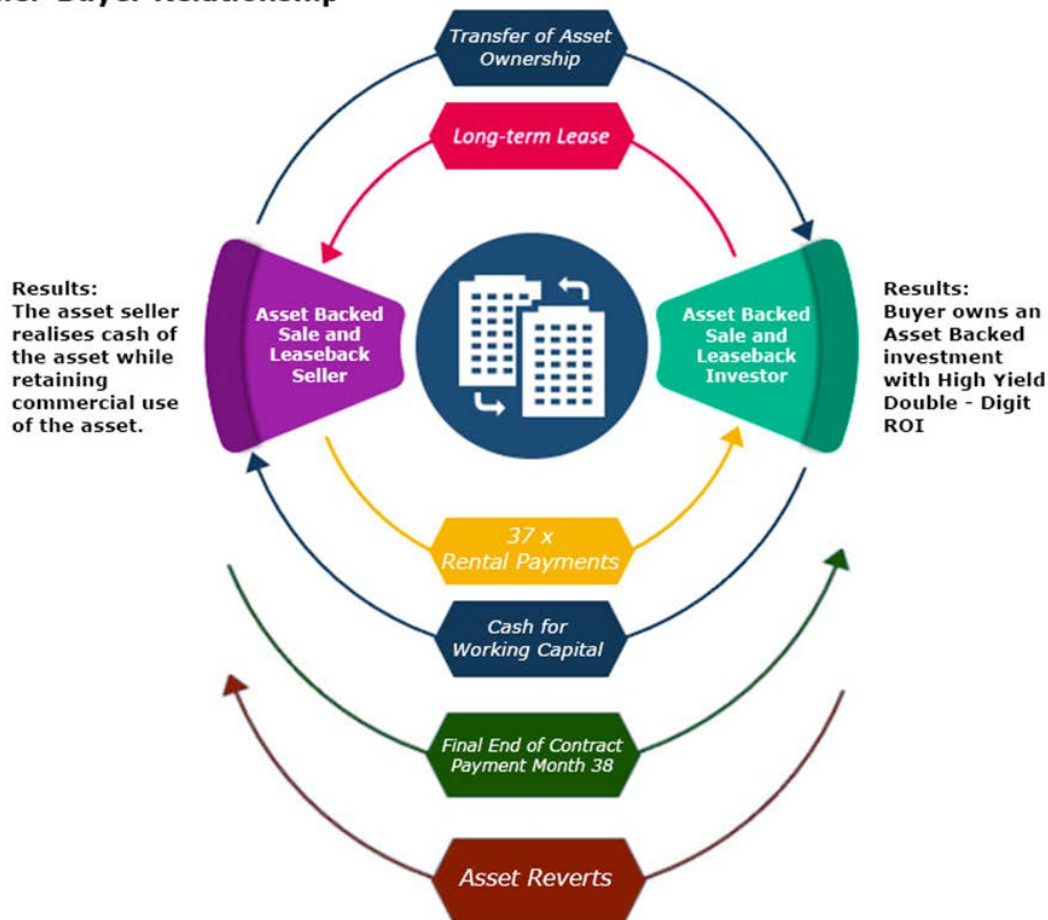 Buyer Relationship
Transfer of Asset
Ownership
Long-term Lease
Results:
The asset seller
realises cash of
the asset while
retaining
commercial use
of the asset.
Asset Backed
Sale and
Leaseback
Seller
Asset Backed
Sale and
Leaseback
Investor
Results:
Buyer owns an
Asset Backed
investment
with High Yield
Double - Digit
ROI
37 x
Rental Payments
Cash for
Working Capital
Final End of Contract
Payment Month 38
Asset Reverts